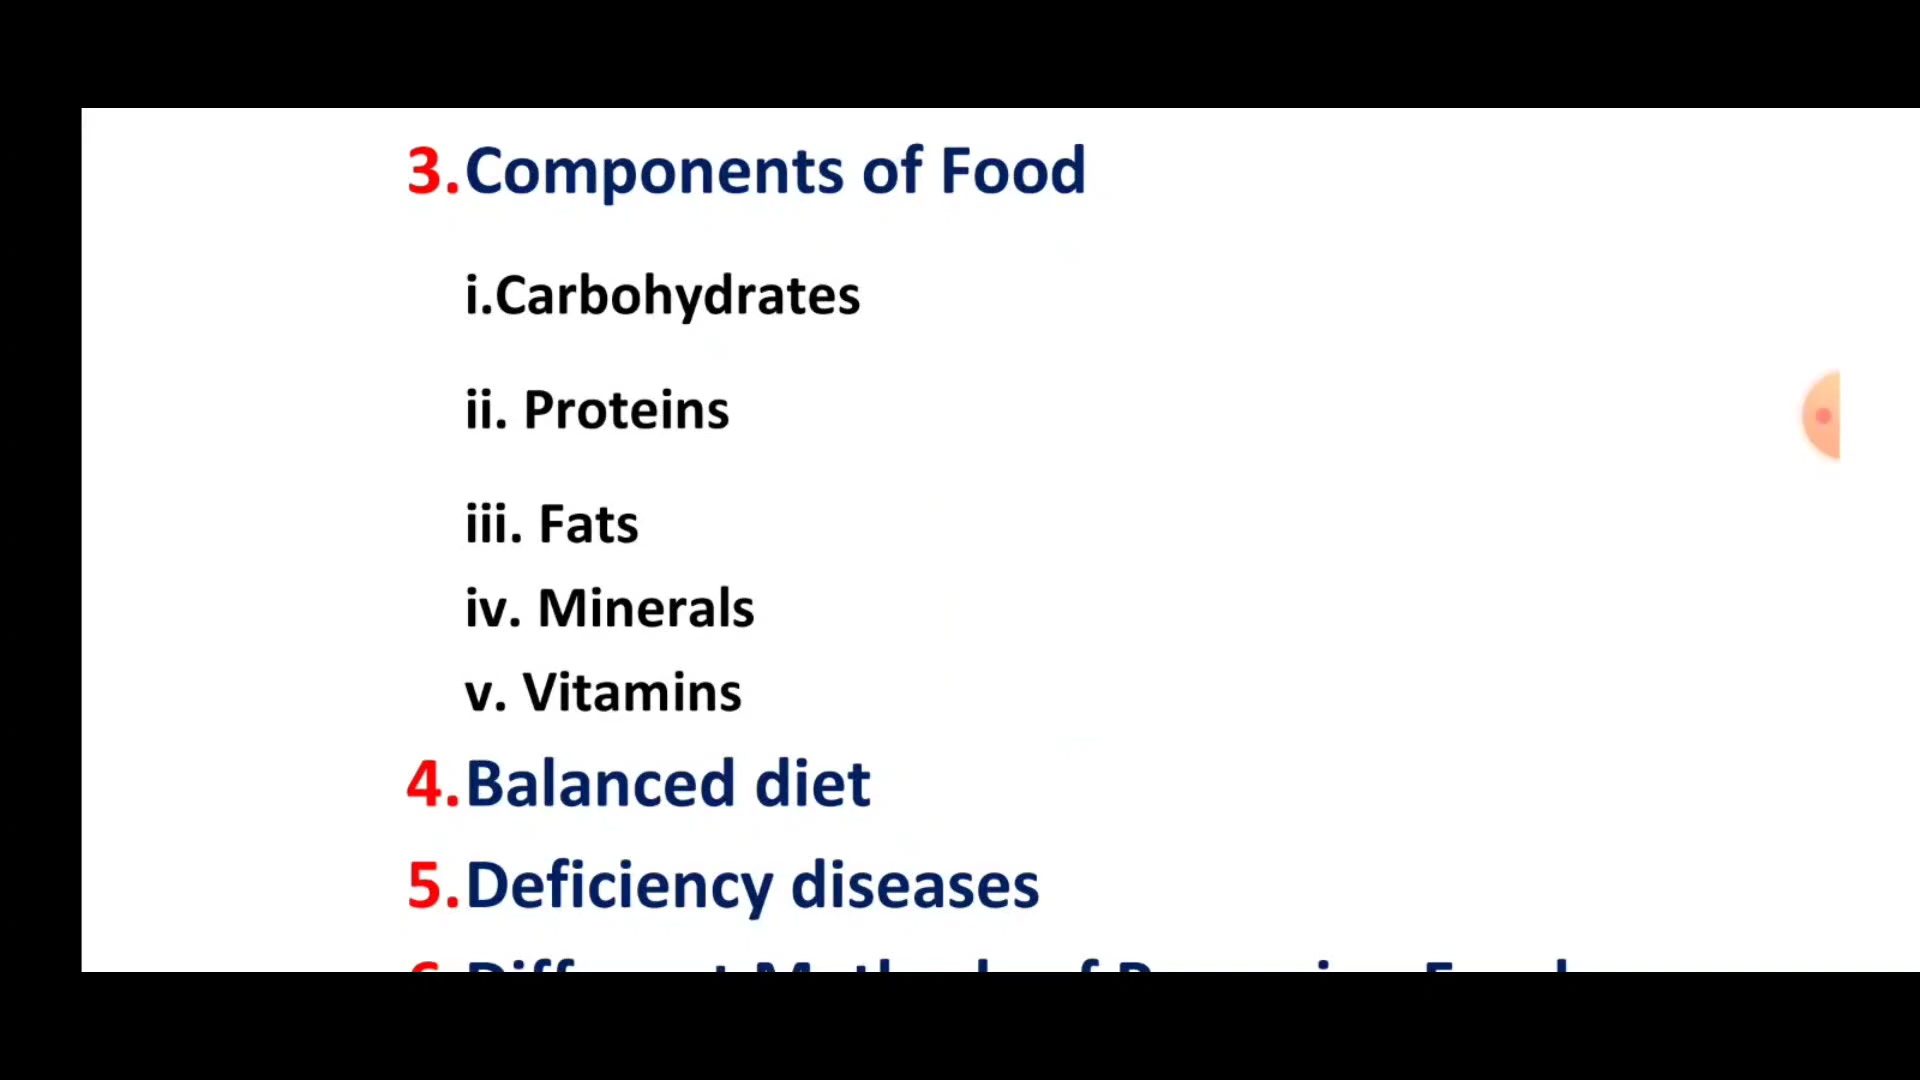 3.Components of Food
i.Carbohydrates
ii. Proteins
iii. Fats
iv. Minerals
v. Vitamins
4.Balanced diet
5.Deficiency diseases